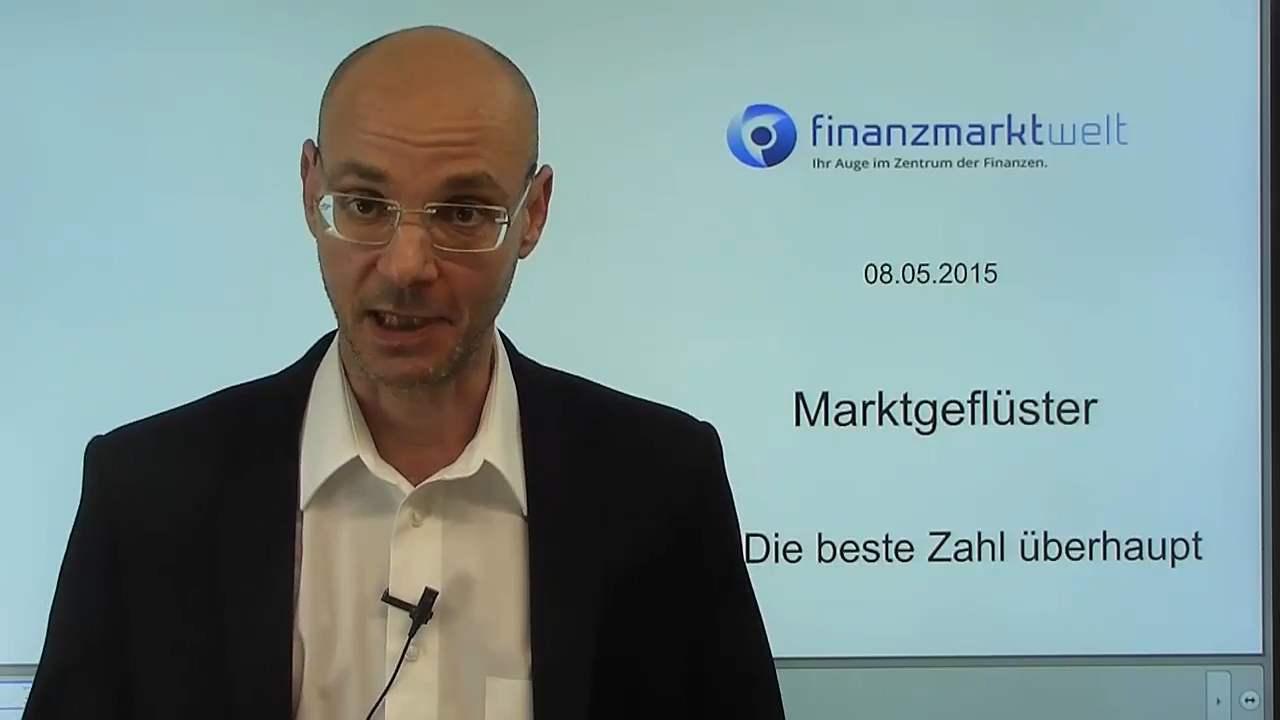 finanzmarktwelt
Ihr Auge im Zentrum der Finanzen.
08.05.2015
Marktgeflüster
Die beste Zahl überhaupt